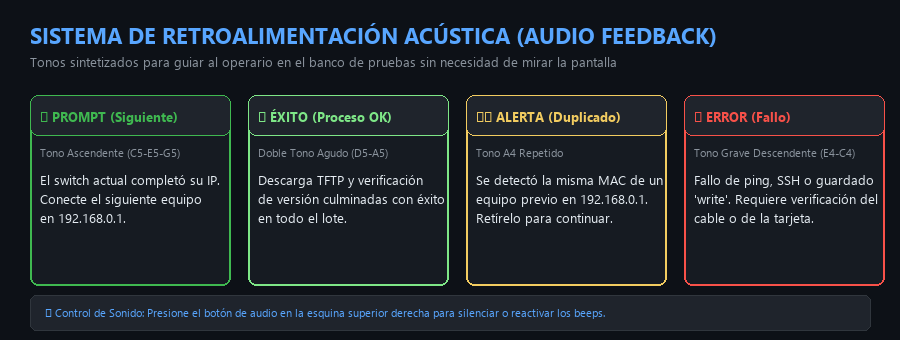 SISTEMA DE RETROALIMENTACIÓN ACÚSTICA (AUDIO FEEDBACK)
Tonos sintetizados para guiar al operario en el banco de pruebas sin necesidad de mirar la pantalla
PROMPT (Siguiente)
Tono Ascendente (C5-E5-G5)
El switch actual completó su IP.
Conecte el siguiente equipo
en 192.168.0.1.
ÉXITO (Proceso OK)
Doble Tono Agudo (D5-A5)
Descarga TFTP y verificación
de versión culminadas con éxito
en todo el lote.
ALERTA (Duplicado)
Tono A4 Repetido
Se detectó la misma MAC de un
equipo previo en 192.168.0.1.
Retírelo para continuar.
ERROR (Fallo)
Tono Grave Descendente (E4-C4)
Fallo de ping, SSH o guardado
'write'. Requiere verificación del
cable o de la tarjeta.
Control de Sonido: Presione el botón de audio en la esquina superior derecha para silenciar o reactivar los beeps.